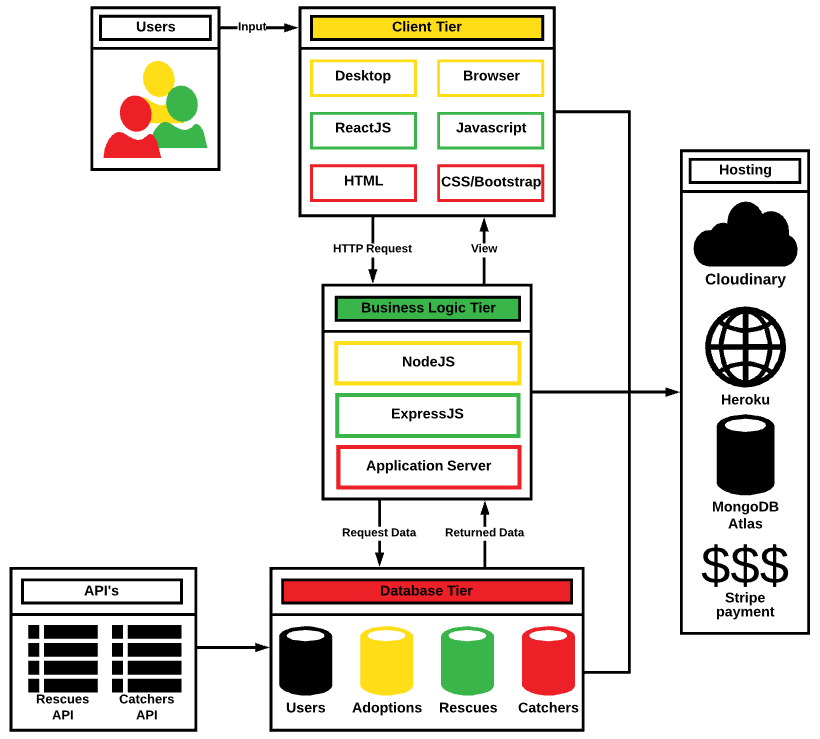 Users
Input
Client Tier
Desktop
Browser
ReactJS
Javascript
HTML
CSS/Bootstrap
HTTP Request
View
Hosting
Cloudinary
Heroku
MongoDB
Atlas
$$$
Stripe
payment
Business Logic Tier
NodeJS
ExpressJS
Application Server
Request Data
Returned Data
API's
Rescues
API
Catchers
API
Database Tier
Users
Adoptions
Rescues
Catchers